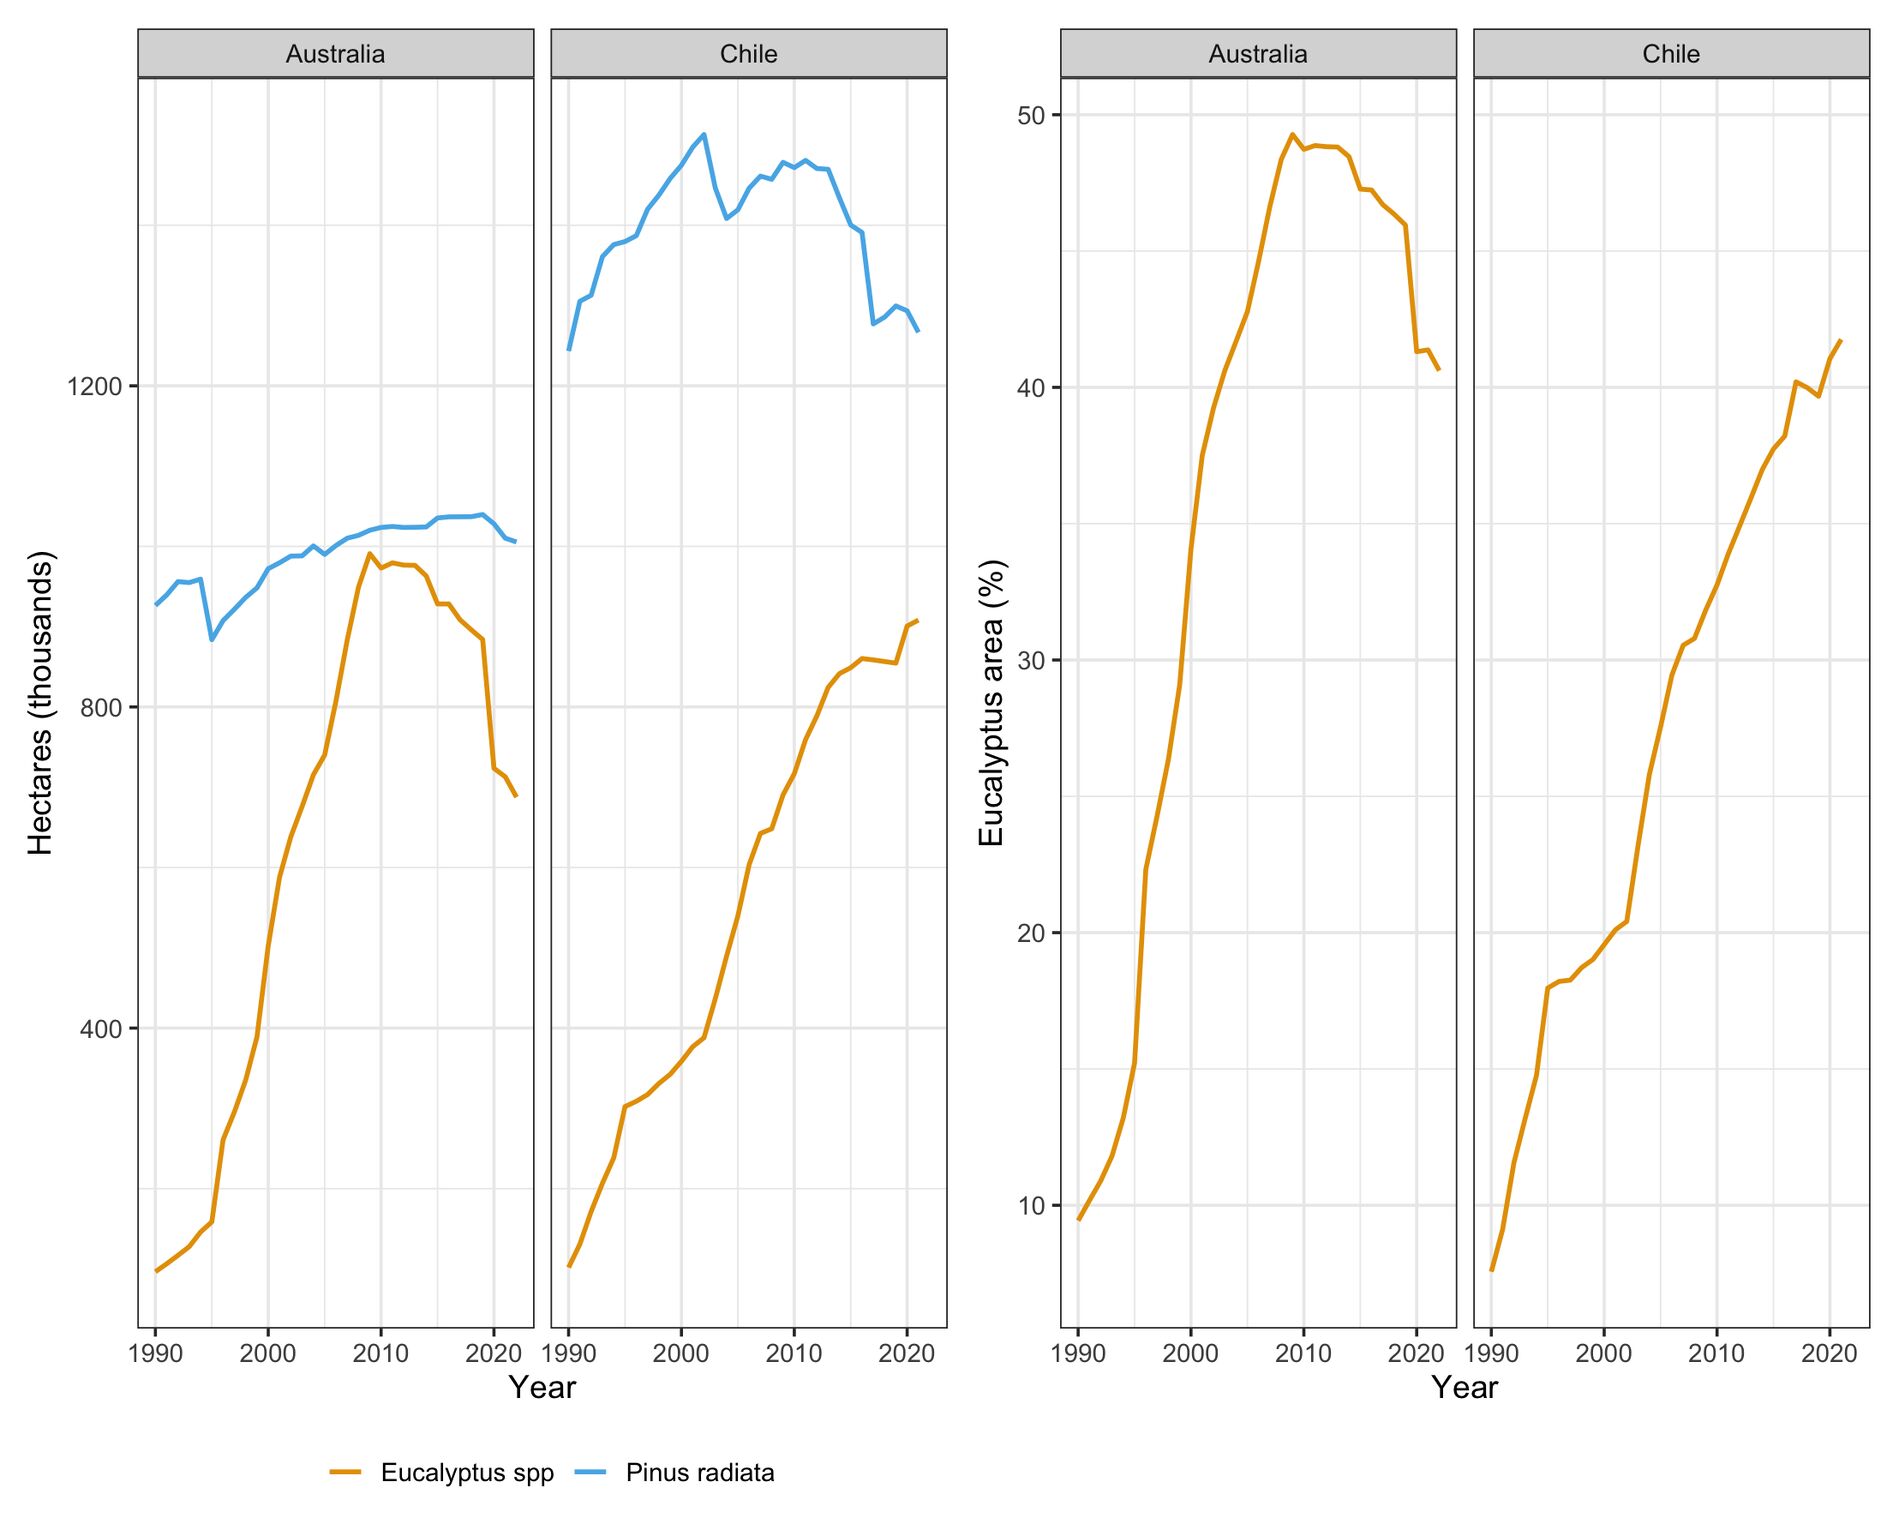 Australia
Chile
Hectares (thousands)
1200
800
400
1990 2000 2010 2020
1990 2000 2010 2020
Year
Eucalyptus spp
Pinus radiata
Australia
Chile
Eucalyptus area (%)
50
40
30
20
10
1990 2000 2010 2020
1990 2000 2010 2020
Year